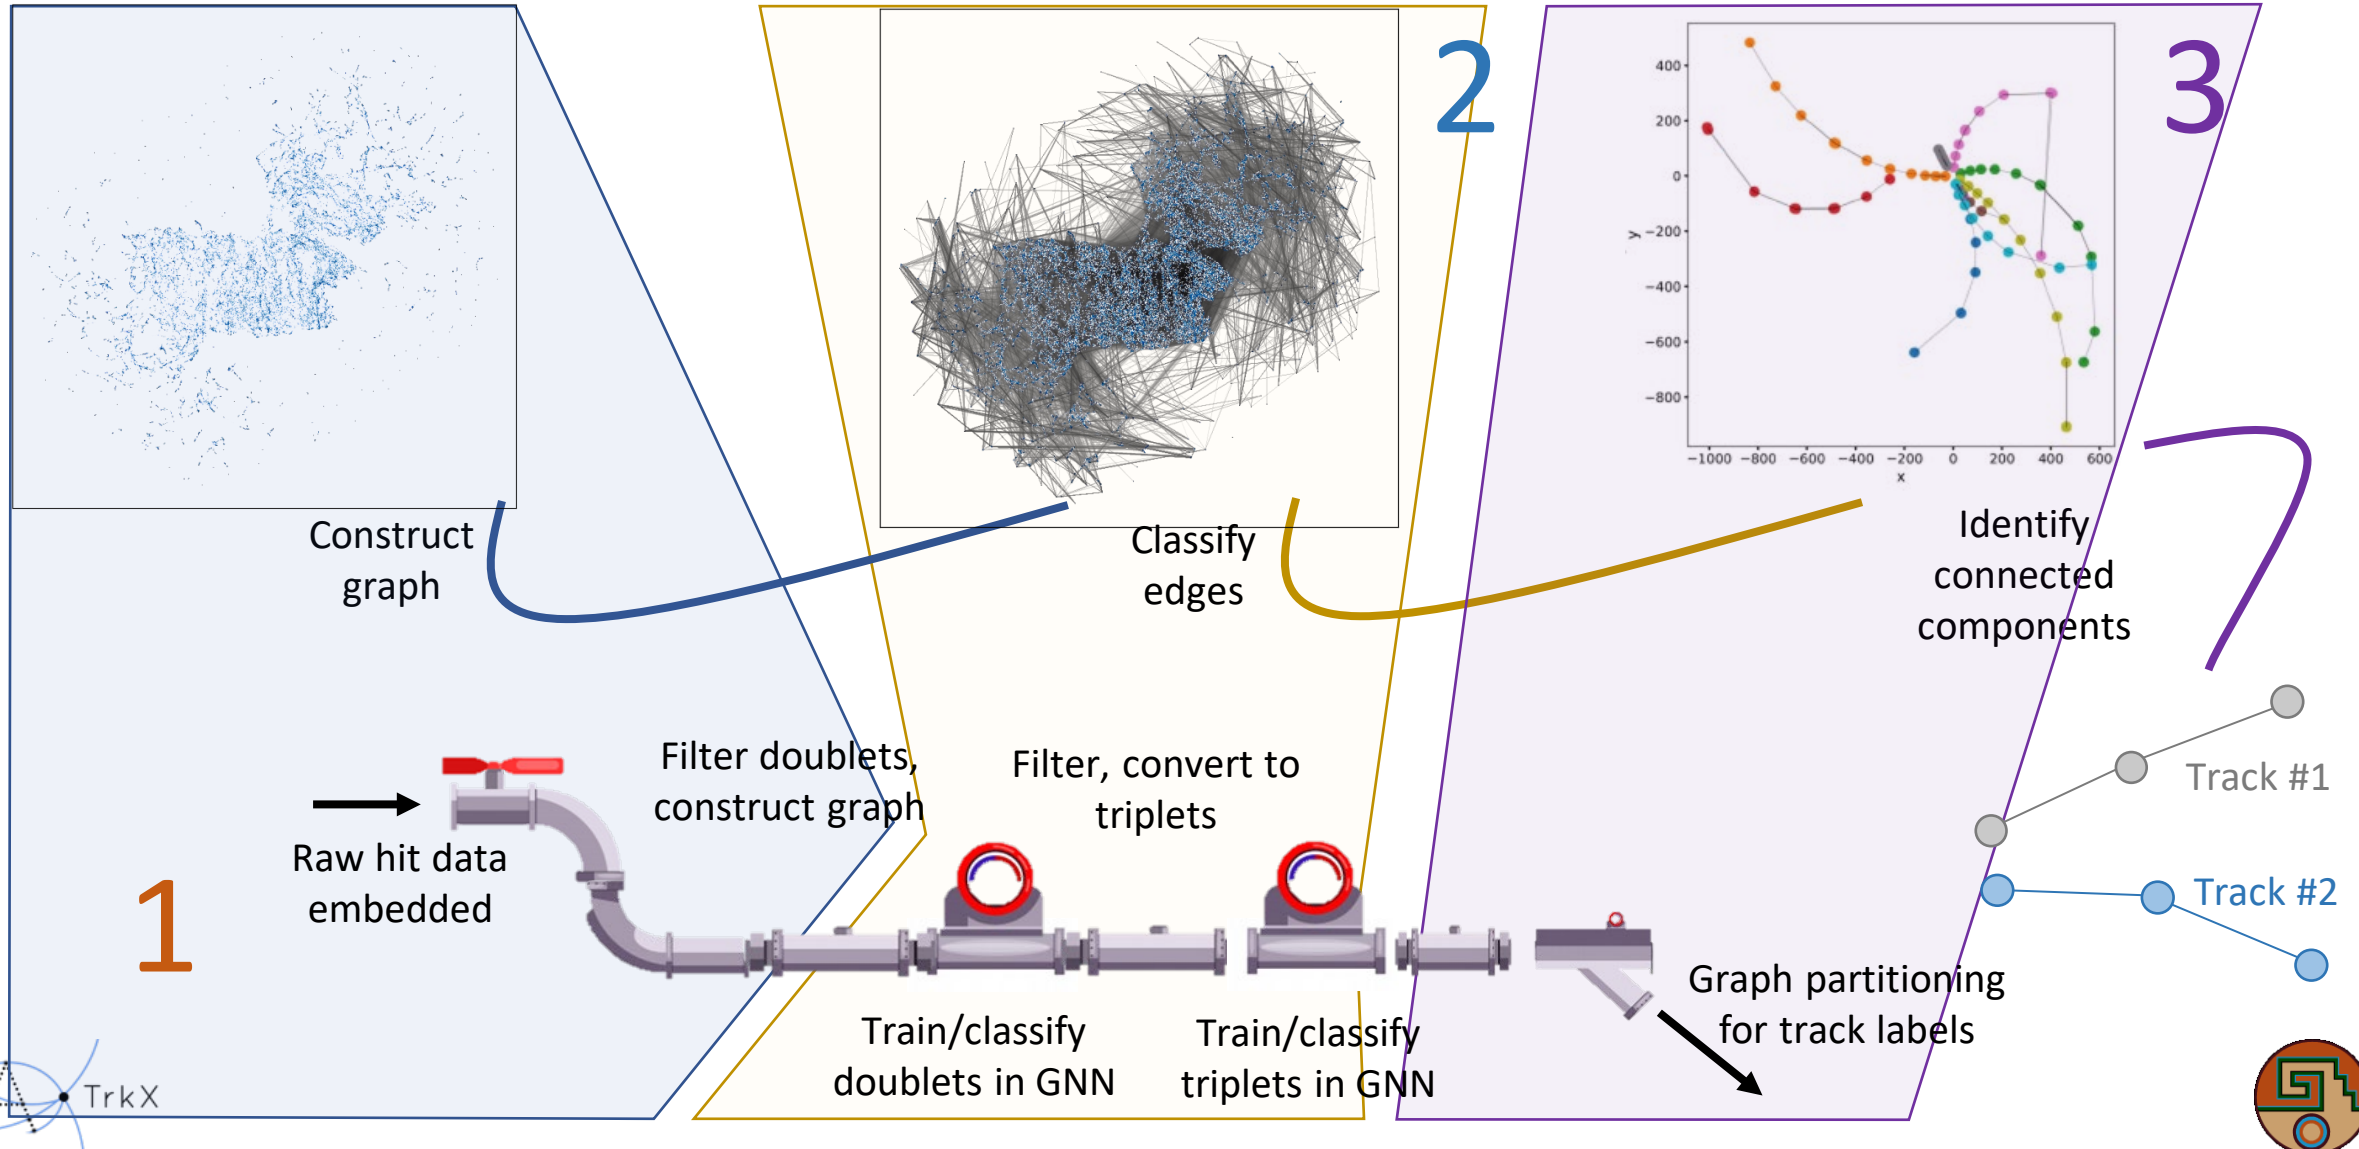 1
2
3
Construct
graph
Classify
edges
Identify
connected
components
400
200
0
−200
−400
−600
−800
y
−1000
−800
−600
−400
−200
0
200
400
600
x
Raw hit data
embedded
Filter doublets,
construct graph
Filter, convert to
triplets
Train/classify
doublets in GNN
Train/classify
triplets in GNN
Graph partitioning
for track labels
Track #1
Track #2
TrkX